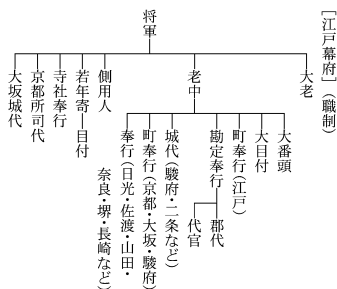 [江戸幕府](職制)
将軍
大老
老中
側用人
若年寄
目付
寺社奉行
京都所司代
大坂城代
大番頭
大目付
町奉行(江戸)
勘定奉行
郡代
代官
城代(駿府・二条など)
町奉行(京都・大坂・駿府)
奉行(日光・佐渡・山田・
奈良・堺・長崎など)